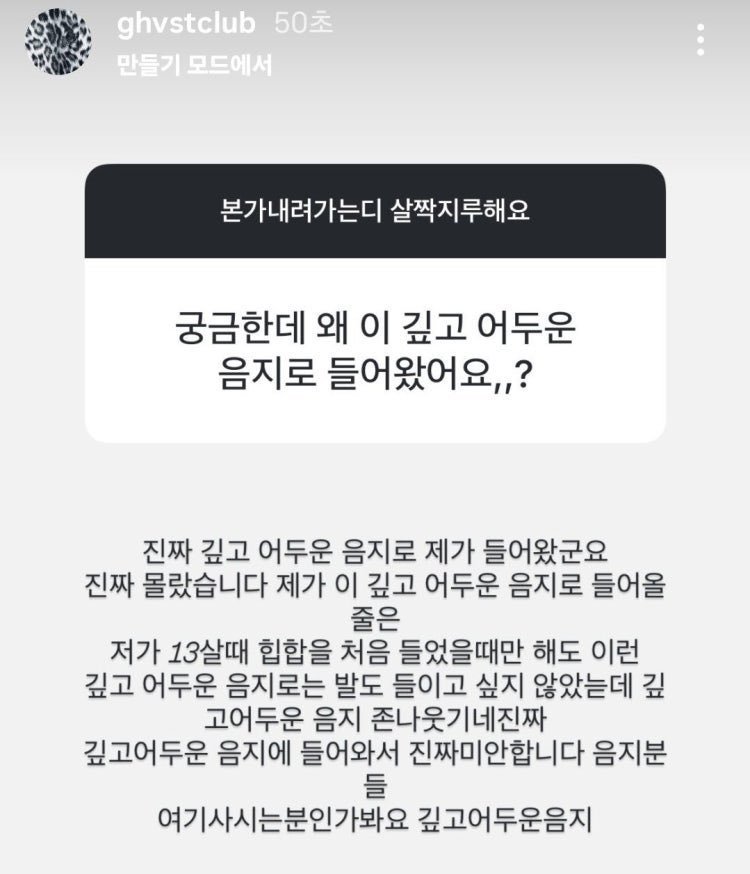 ghvstclub 50초
만들기 모드에서
본가내려가는디 살짝지루해요
궁금한데 왜 이 깊고 어두운
음지로 들어왔어요,,?
진짜 깊고 어두운 음지로 제가 들어왔군요
진짜 몰랐습니다 제가 이 깊고 어두운 음지로 들어올
줄은
저가 13살때 힙합을 처음 들었을때만 해도 이런
깊고 어두운 음지로는 발도 들이고 싶지 않았늗데 깊
고어두운 음지 존나웃기네진짜
깊고어두운 음지에 들어와서 진짜미안합니다 음지분
들
여기사시는분인가봐요 깊고어두운음지